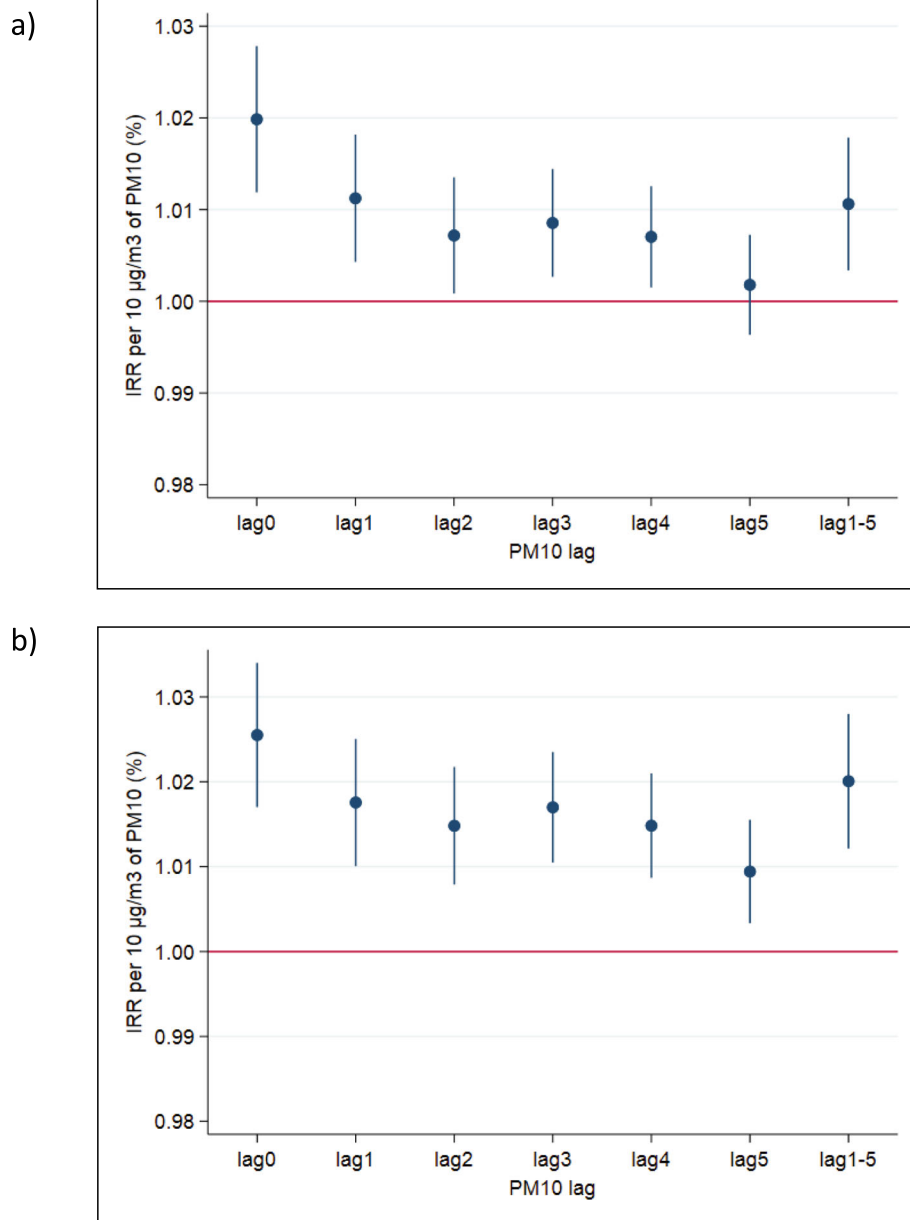 a)
IRR per 10 µg/m3 of PM10 (%)
1.03
1.02
1.01
1.00
0.99
0.98
lag0 lag1 lag2 lag3 lag4 lag5 lag1-5
PM10 lag
b)
IRR per 10 µg/m3 of PM10 (%)
1.03
1.02
1.01
1.00
0.99
0.98
lag0 lag1 lag2 lag3 lag4 lag5 lag1-5
PM10 lag